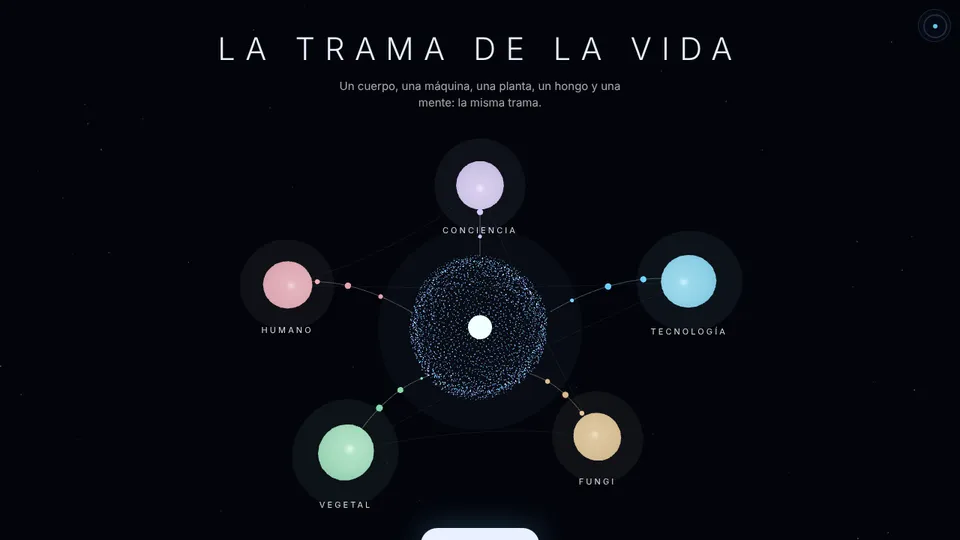 LA TRAMA DE LA VIDA
Un cuerpo, una máquina, una planta, un hongo y una
mente: la misma trama.
CONCIENCIA
HUMANO
TECNOLOGÍA
FUNGI
VEGETAL